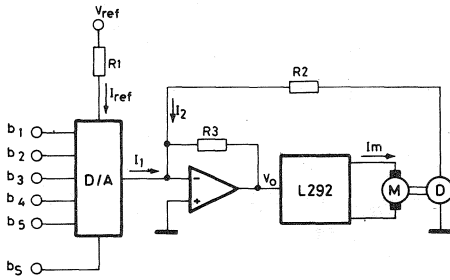 Vref
R1
Iref
R2
I2
b1
b2
b3
b4
b5
bS
D/A
I1
R3
−
+
Vo
L292
Im
M
D